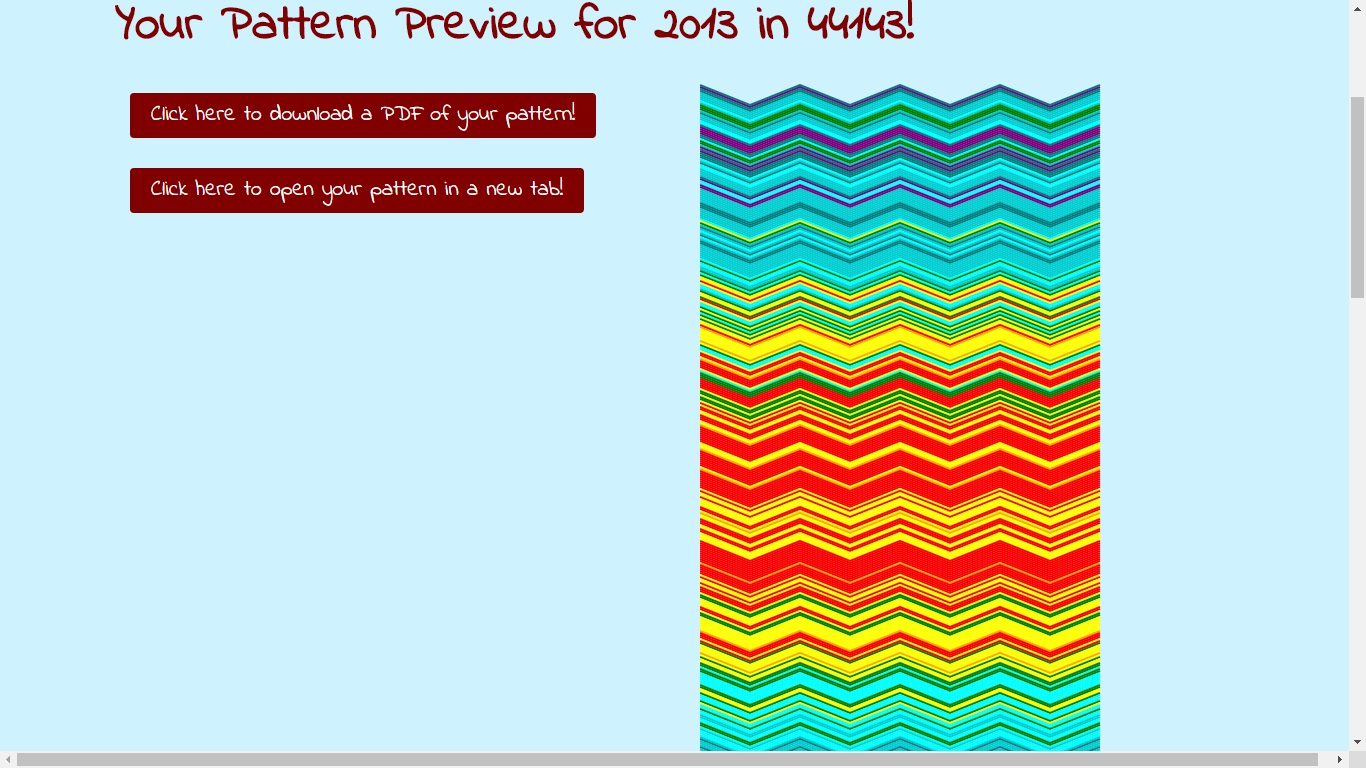 Your Pattern Preview for 2013 in 44143!
Click here to download a PDF of your pattern!
Click here to open your pattern in a new tab!